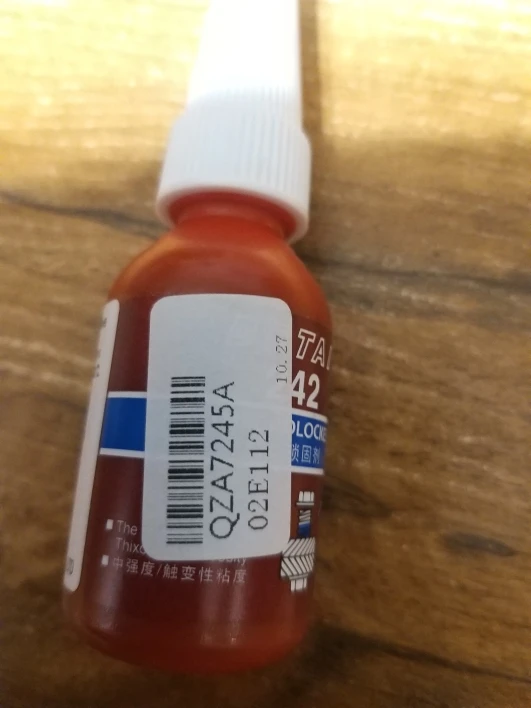 QZA7245A
02E112
10.27
TA
42
OLOCKE
锁固剂
The
Thixo
中强度/触变性粘度